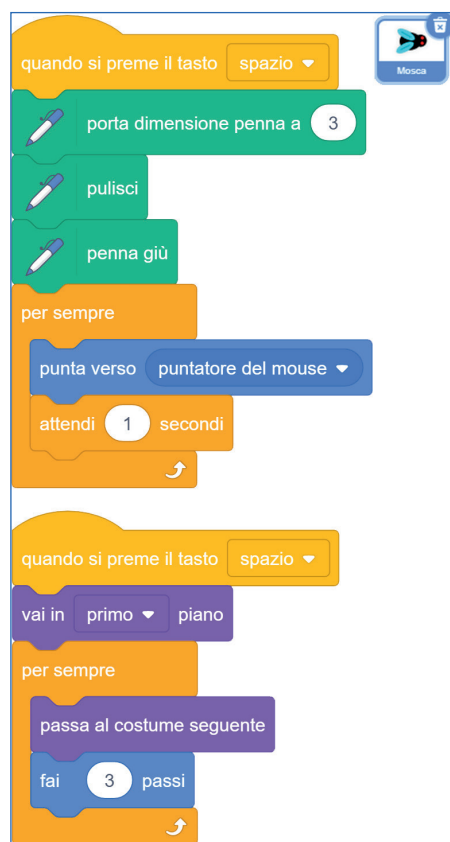 quando si preme il tasto spazio
Mosca
porta dimensione penna a 3
pulisci
penna giù
per sempre
punta verso puntatore del mouse
attendi 1 secondi
quando si preme il tasto spazio
vai in primo piano
per sempre
passa al costume seguente
fai 3 passi